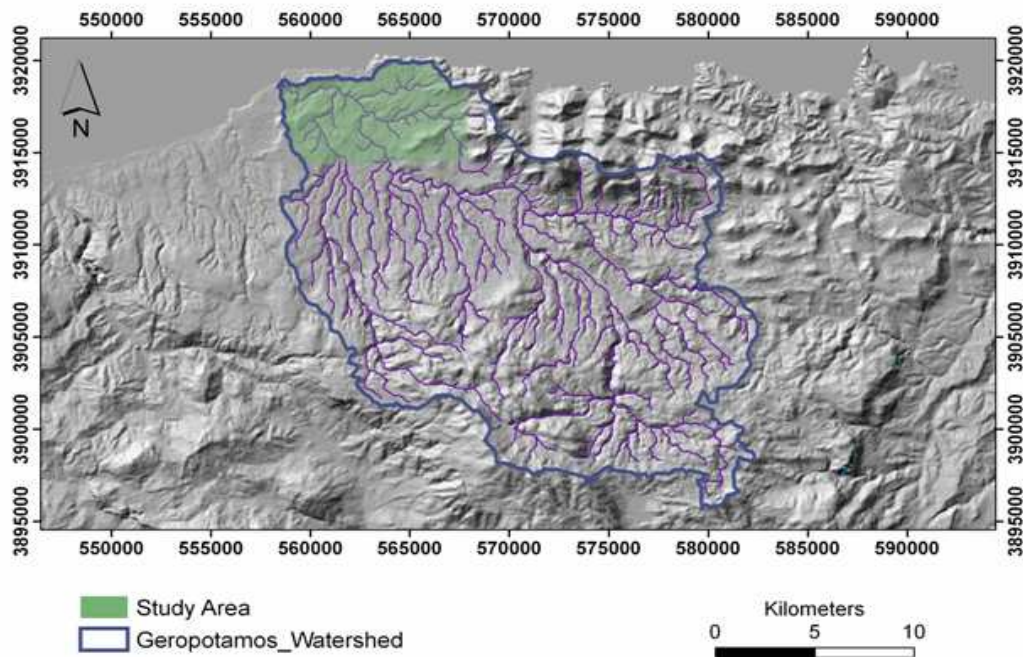 550000 555000 560000 565000 570000 575000 580000 585000 590000
3920000 3920000
N
3915000 3915000
3910000 3910000
3905000 3905000
3900000 3900000
3895000 3895000
550000 555000 560000 565000 570000 575000 580000 585000 590000
Study Area
Kilometers
Geropotamos_Watershed
0 5 10